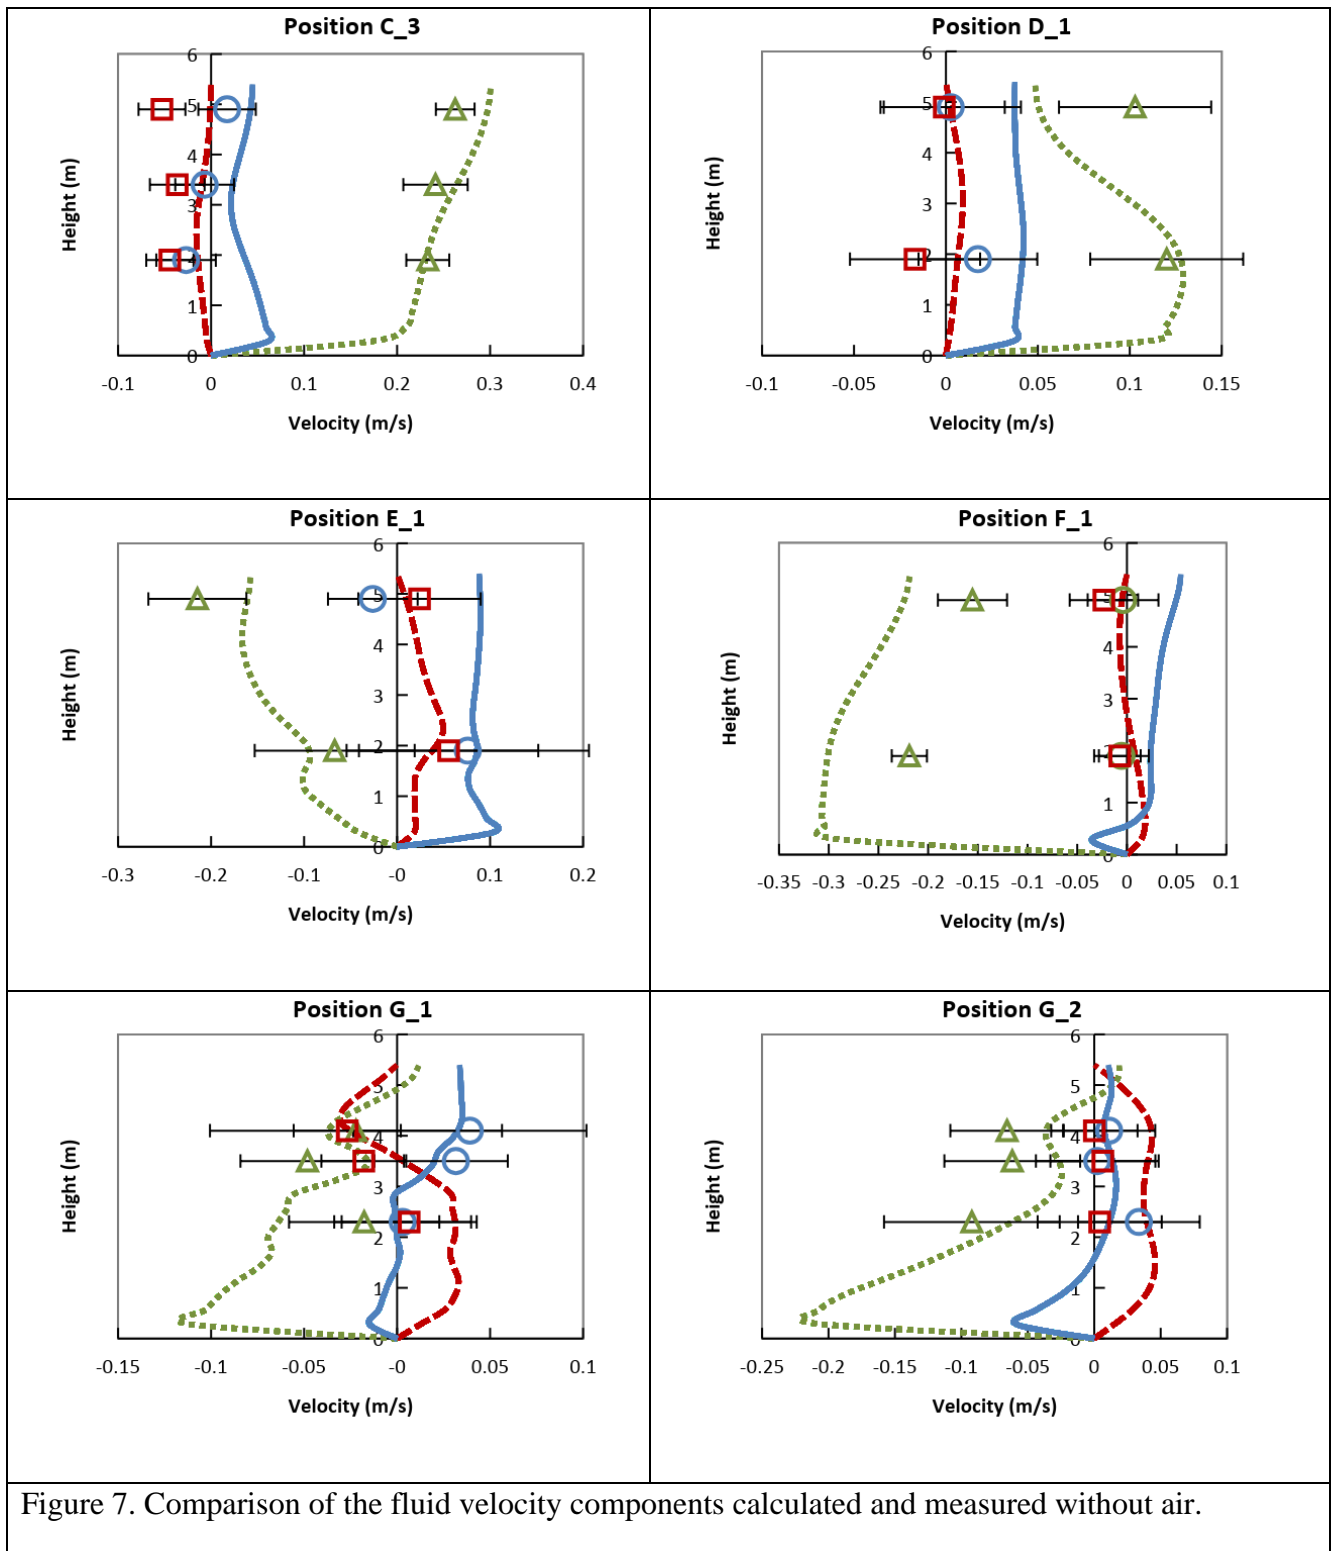 Position C_3
6
5
4
3
2
1
0
-0.1 0 0.1 0.2 0.3 0.4
Height (m)
Velocity (m/s)
Position D_1
6
5
4
3
2
1
0
-0.1 -0.05 0 0.05 0.1 0.15
Height (m)
Velocity (m/s)
Position E_1
6
5
4
3
2
1
0
-0.3 -0.2 -0.1 -0 0.1 0.2
Height (m)
Velocity (m/s)
Position F_1
6
5
4
3
2
1
0
-0.35 -0.3 -0.25 -0.2 -0.15 -0.1 -0.05 0 0.05 0.1
Height (m)
Velocity (m/s)
Position G_1
6
5
4
3
2
1
0
-0.15 -0.1 -0.05 -0 0.05 0.1
Height (m)
Velocity (m/s)
Position G_2
6
5
4
3
2
1
0
-0.25 -0.2 -0.15 -0.1 -0.05 0 0.05 0.1
Height (m)
Velocity (m/s)
Figure 7. Comparison of the fluid velocity components calculated and measured without air.